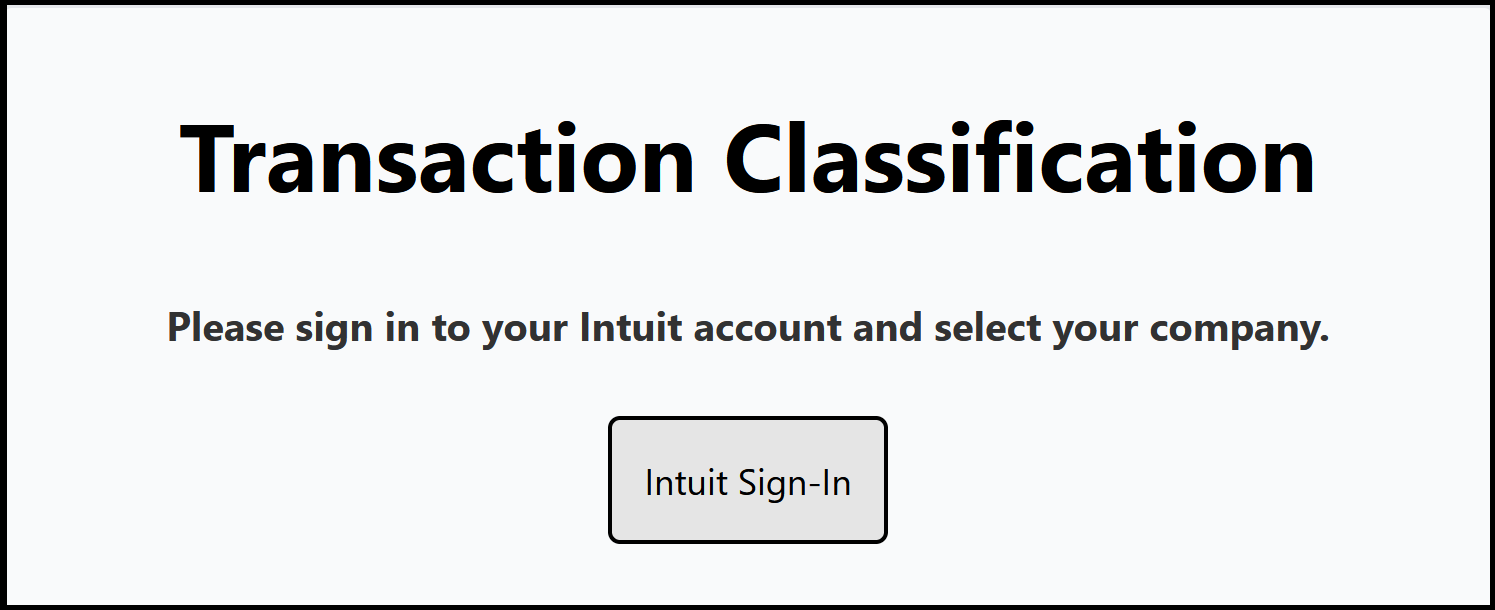 Transaction Classification
Please sign in to your Intuit account and select your company.
Intuit Sign-In